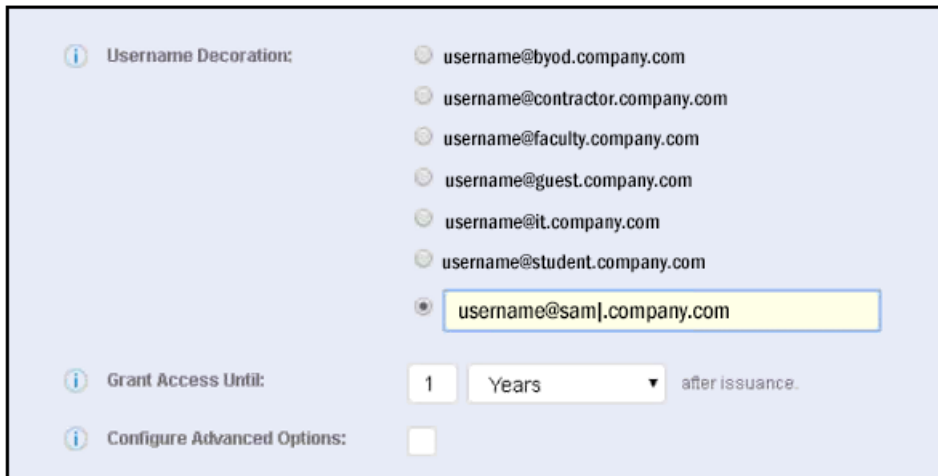 Username Decoration:
username@byod.company.com
username@contractor.company.com
username@faculty.company.com
username@guest.company.com
username@it.company.com
username@student.company.com
username@sam|.company.com
Grant Access Until: 1 Years after issuance.
Configure Advanced Options: